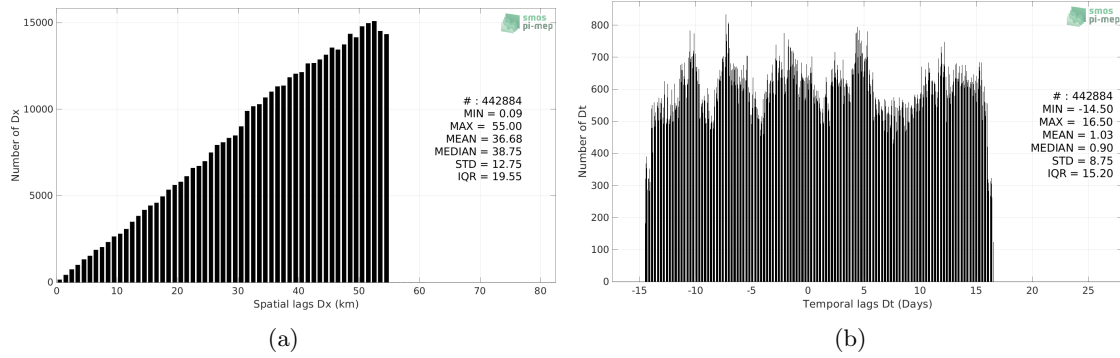 15000
10000
5000
0
0 10 20 30 40 50 60 70 80
Number of Dx
Spatial lags Dx (km)
smos
pi-mep
# : 442884
MIN = 0.09
MAX = 55.00
MEAN = 36.68
MEDIAN = 38.75
STD = 12.75
IQR = 19.55
(a)
800
700
600
500
400
300
200
100
0
-15 -10 -5 0 5 10 15 20 25
Number of Dt
Temporal lags Dt (Days)
smos
pi-mep
# : 442884
MIN = -14.50
MAX = 16.50
MEAN = 1.03
MEDIAN = 0.90
STD = 8.75
IQR = 15.20
(b)